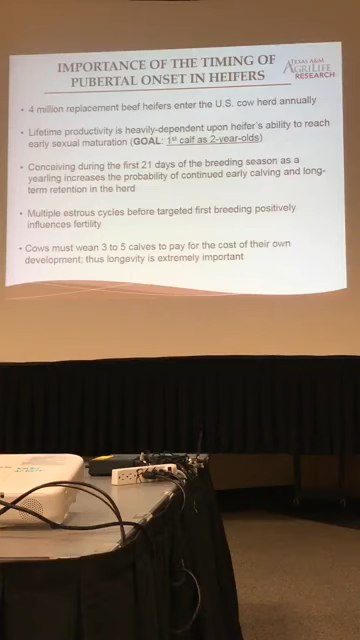 IMPORTANCE OF THE TIMING OF
PUBERTAL ONSET IN HEIFERS
TEXAS A&M
AGRILIFE
RESEARCH
• 4 million replacement beef heifers enter the U.S. cow herd annually
• Lifetime productivity is heavily-dependent upon heifer's ability to reach
early sexual maturation (GOAL: 1st calf as 2-year-olds)
• Conceiving during the first 21 days of the breeding season as a
yearling increases the probability of continued early calving and long-
term retention in the herd
• Multiple estrous cycles before targeted first breeding positively
influences fertility
• Cows must wean 3 to 5 calves to pay for the cost of their own
development; thus longevity is extremely important